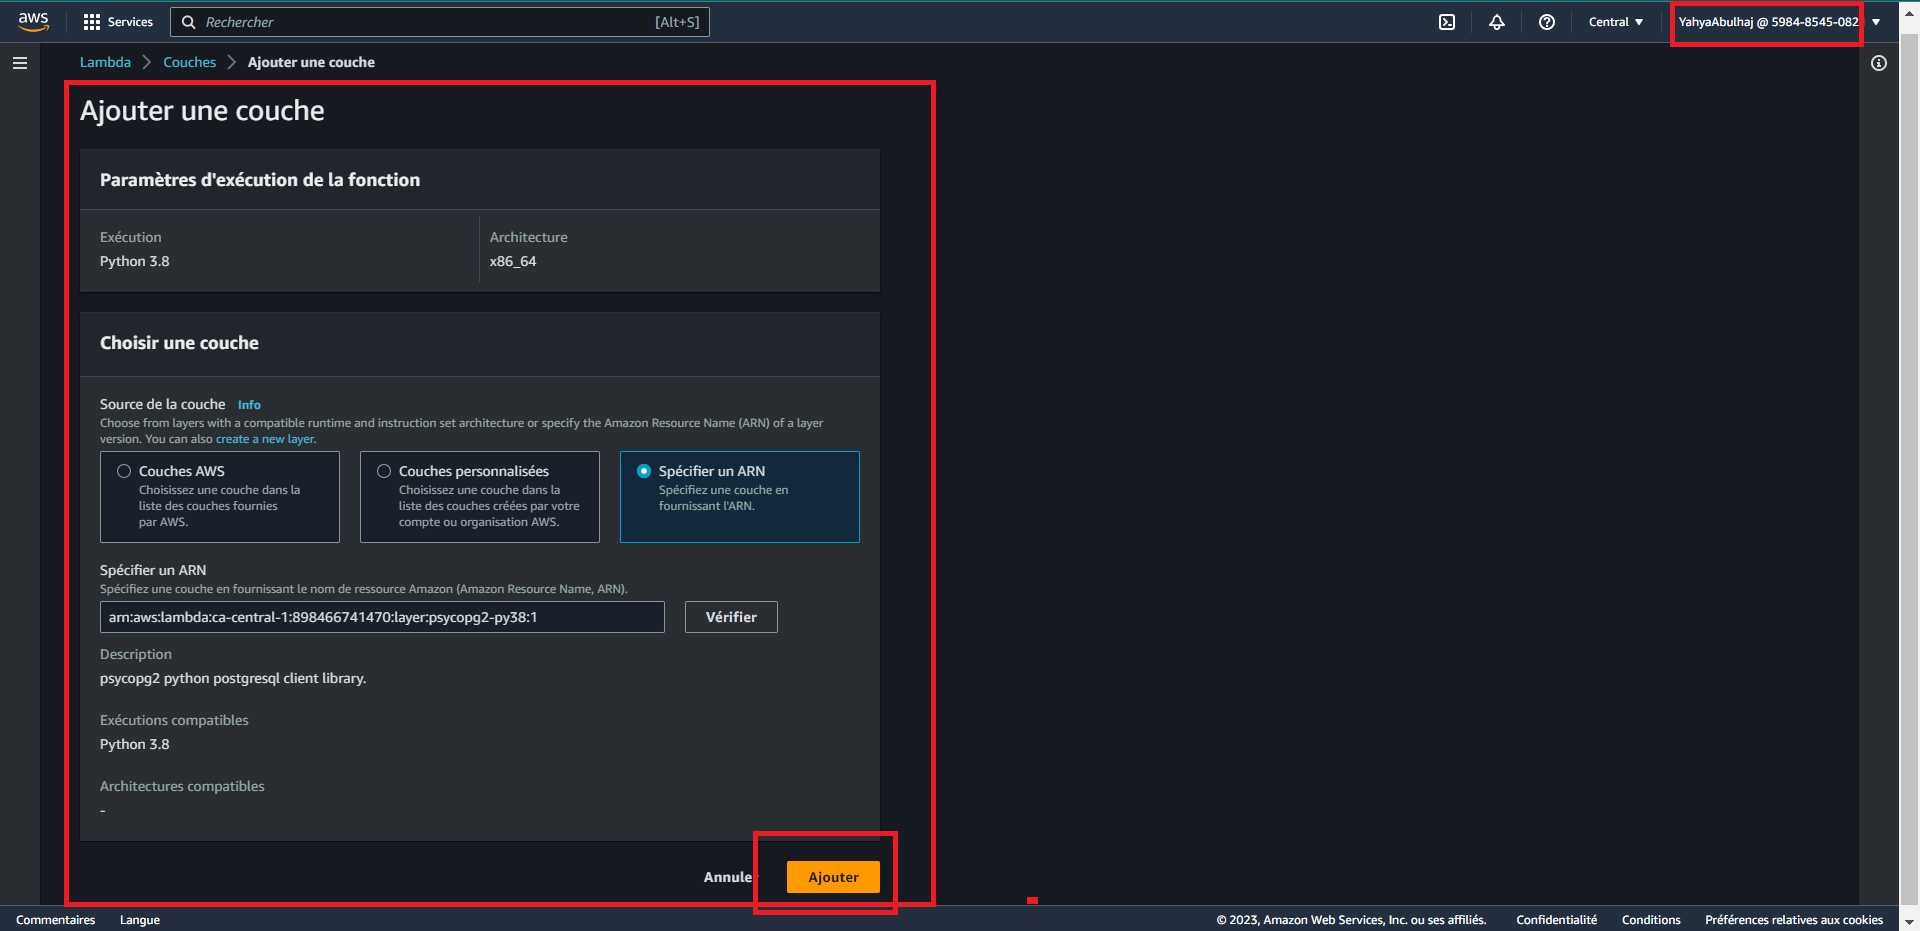 aws
Services
Rechercher
[Alt+S]
Central
YahyaAbulhaj @ 5984-8545-082
Lambda
Couches
Ajouter une couche
Ajouter une couche
Paramètres d'exécution de la fonction
Exécution
Architecture
Python 3.8
x86_64
Choisir une couche
Source de la couche Info
Choose from layers with a compatible runtime and instruction set architecture or specify the Amazon Resource Name (ARN) of a layer
version. You can also create a new layer.
Couches AWS
Choisissez une couche dans la
liste des couches fournies
par AWS.
Couches personnalisées
Choisissez une couche dans la
liste des couches créées par votre
compte ou organisation AWS.
Spécifier un ARN
Spécifiez une couche en
fournissant l'ARN.
Spécifier un ARN
Spécifiez une couche en fournissant le nom de ressource Amazon (Amazon Resource Name, ARN).
arn:aws:lambda:ca-central-1:898466741470:layer:psycopg2-py38:1
Vérifier
Description
psycopg2 python postgresql client library.
Exécutions compatibles
Python 3.8
Architectures compatibles
-
Annuler
Ajouter
Commentaires
Langue
© 2023, Amazon Web Services, Inc. ou ses affiliés.
Confidentialité
Conditions
Préférences relatives aux cookies